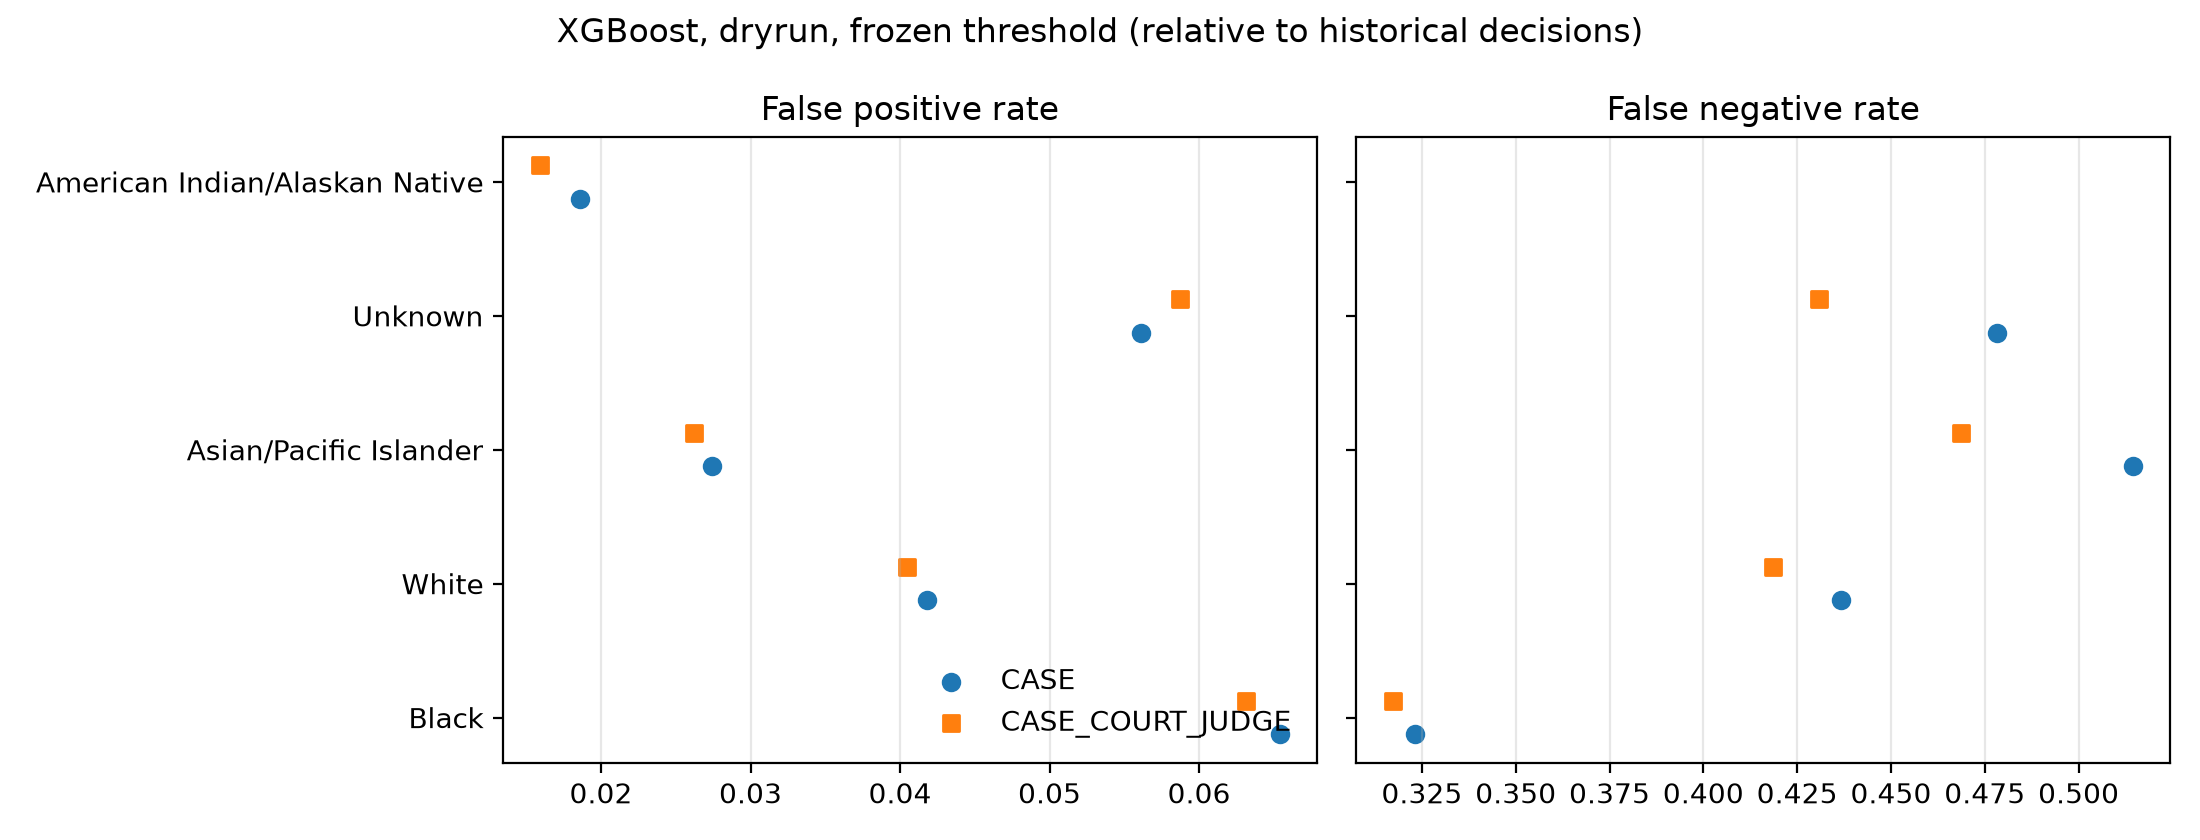 XGBoost, dryrun, frozen threshold (relative to historical decisions)
False positive rate
False negative rate
American Indian/Alaskan Native
Unknown
Asian/Pacific Islander
White
Black
CASE
CASE_COURT_JUDGE
0.02 0.03 0.04 0.05 0.06
0.325 0.350 0.375 0.400 0.425 0.450 0.475 0.500